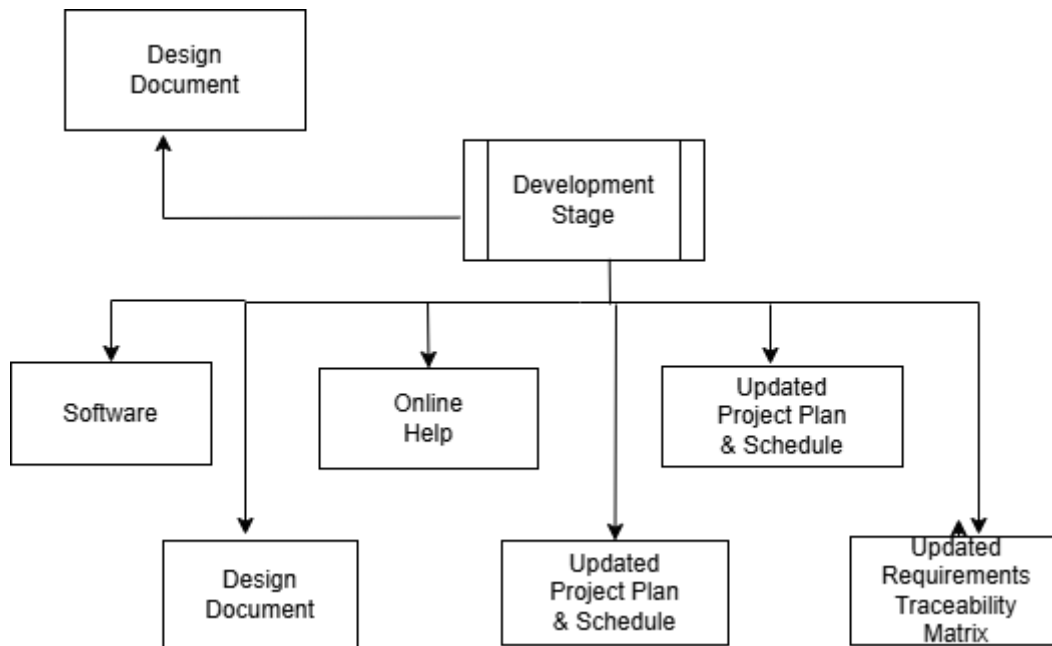 Design
Document
Development
Stage
Software
Online
Help
Updated
Project Plan
& Schedule
Design
Document
Updated
Project Plan
& Schedule
Updated
Requirements
Traceability
Matrix